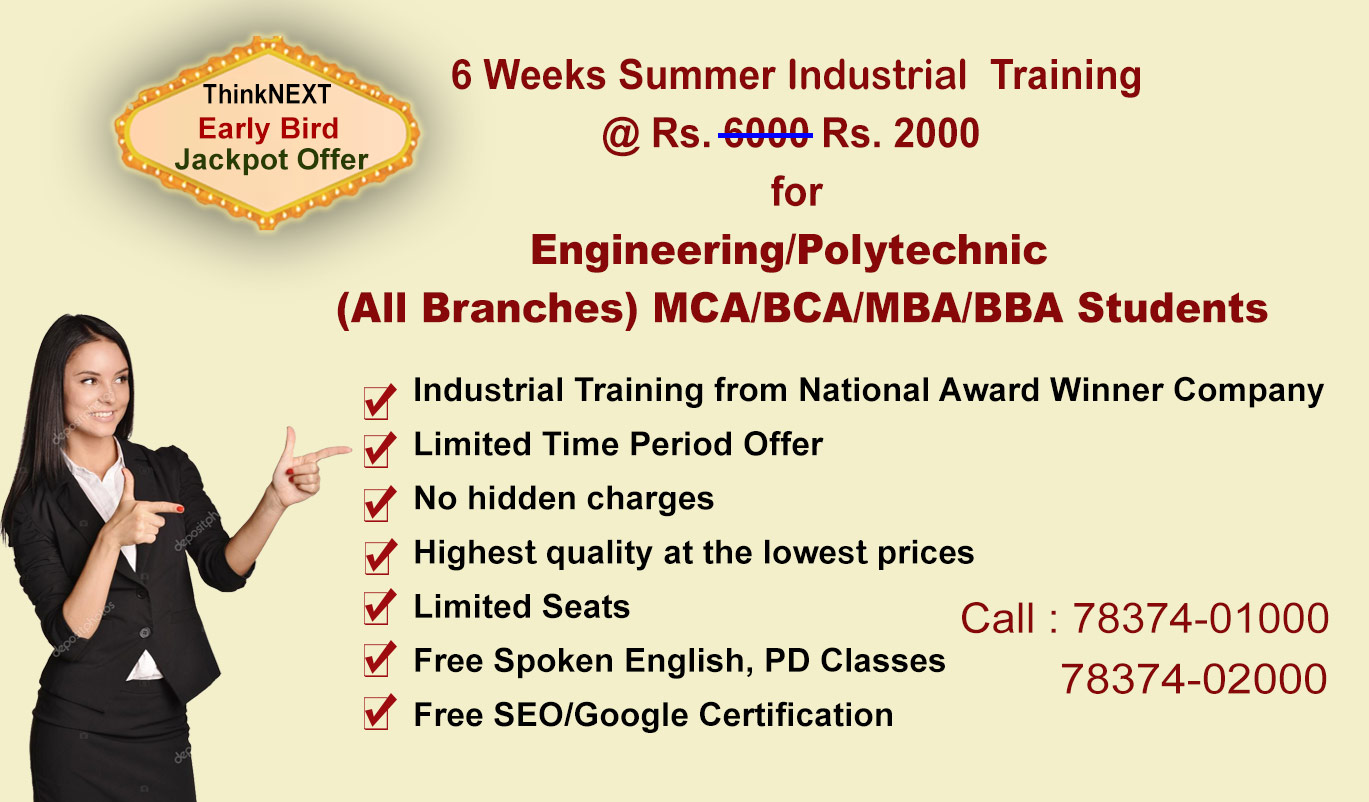 ThinkNEXT
Early Bird
Jackpot Offer
6 Weeks Summer Industrial Training
@ Rs. 6000 Rs. 2000
for
Engineering/Polytechnic
(All Branches) MCA/BCA/MBA/BBA Students
Industrial Training from National Award Winner Company
Limited Time Period Offer
No hidden charges
Highest quality at the lowest prices
Limited Seats
Free Spoken English, PD Classes
Free SEO/Google Certification
Call : 78374-01000
78374-02000
depositphotos